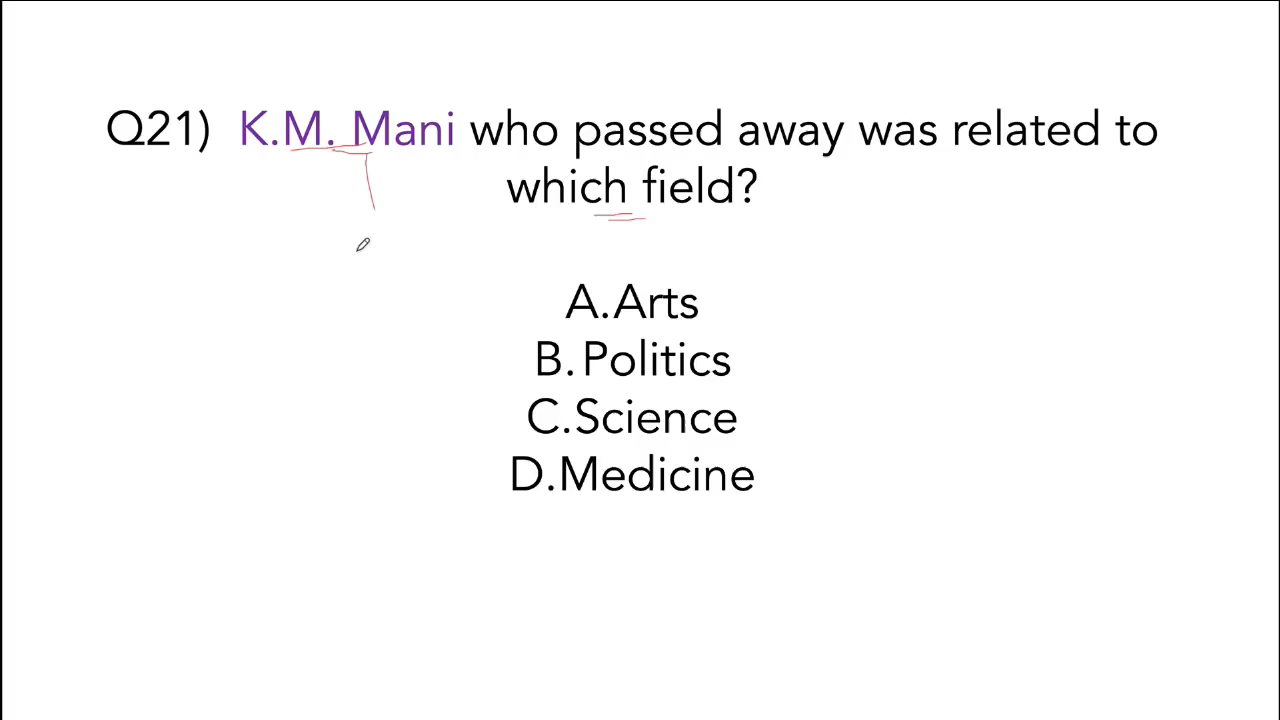 Q21) K.M. Mani who passed away was related to
which field?
A.Arts
B. Politics
C.Science
D.Medicine